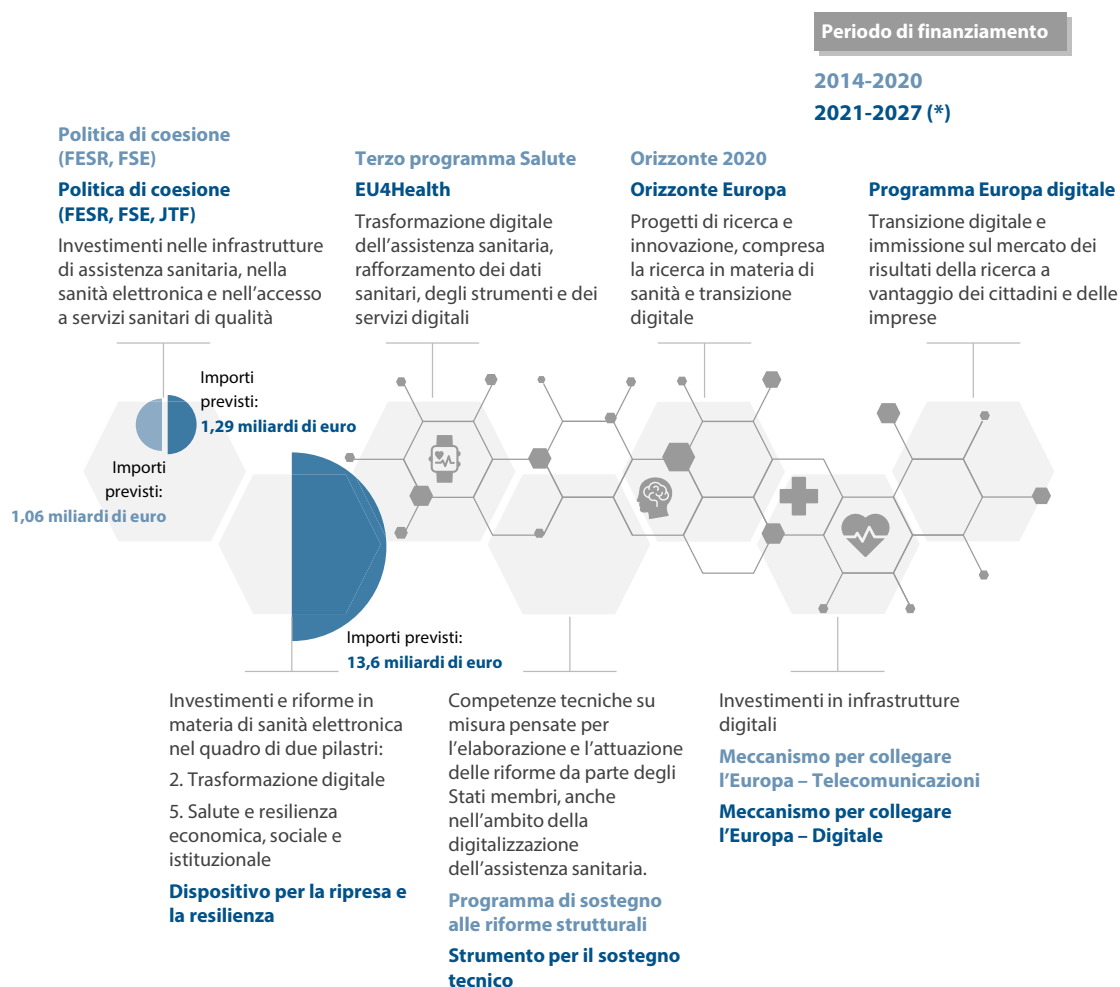 Periodo di finanziamento
2014-2020
2021-2027 (*)
Politica di coesione
(FESR, FSE)
Politica di coesione
(FESR, FSE, JTF)
Investimenti nelle infrastrutture
di assistenza sanitaria, nella
sanità elettronica e nell’accesso
a servizi sanitari di qualità
Terzo programma Salute
EU4Health
Trasformazione digitale
dell’assistenza sanitaria,
rafforzamento dei dati
sanitari, degli strumenti e dei
servizi digitali
Orizzonte 2020
Orizzonte Europa
Progetti di ricerca e
innovazione, compresa
la ricerca in materia di
sanità e transizione
digitale
Programma Europa digitale
Transizione digitale e
immissione sul mercato dei
risultati della ricerca a
vantaggio dei cittadini e delle
imprese
Importi
previsti:
1,29 miliardi di euro
Importi
previsti:
1,06 miliardi di euro
Importi previsti:
13,6 miliardi di euro
Investimenti e riforme in
materia di sanità elettronica
nel quadro di due pilastri:
2. Trasformazione digitale
5. Salute e resilienza
economica, sociale e
istituzionale
Dispositivo per la ripresa e
la resilienza
Competenze tecniche su
misura pensate per
l’elaborazione e l’attuazione
delle riforme da parte degli
Stati membri, anche
nell’ambito della
digitalizzazione
dell’assistenza sanitaria.
Programma di sostegno
alle riforme strutturali
Strumento per il sostegno
tecnico
Investimenti in infrastrutture
digitali
Meccanismo per collegare
l’Europa – Telecomunicazioni
Meccanismo per collegare
l’Europa – Digitale